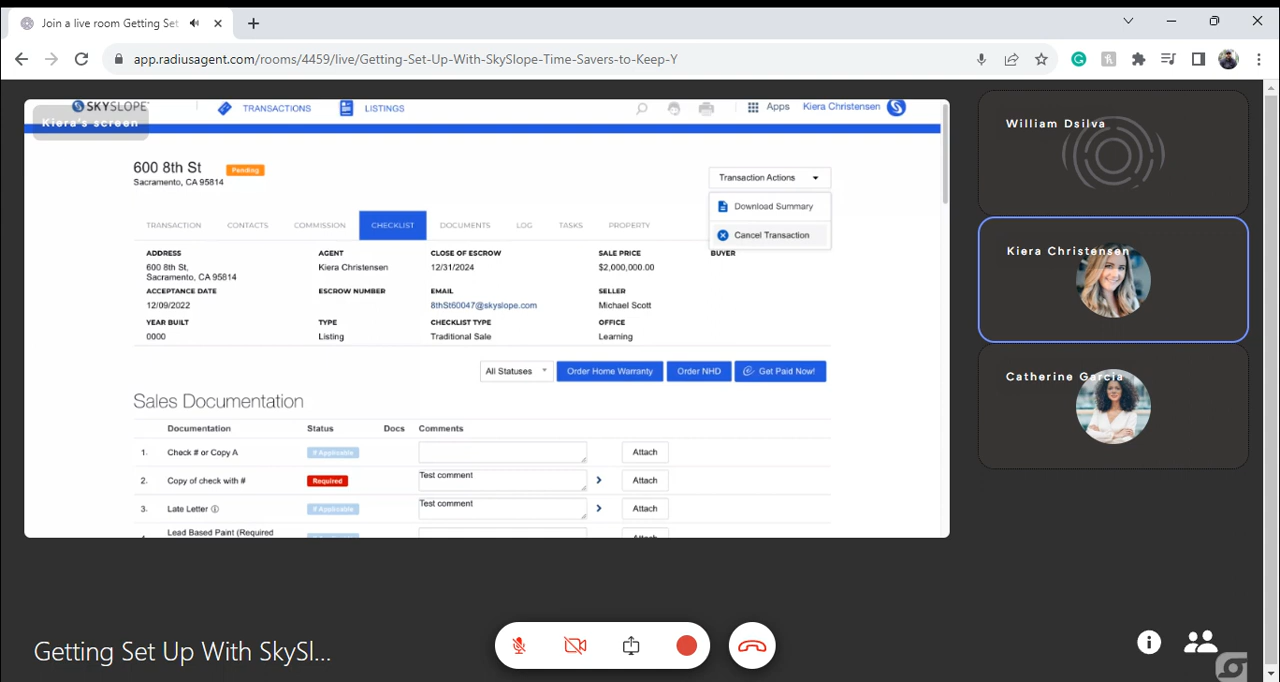 Join a live room Getting Set
app.radiusagent.com/rooms/4459/live/Getting-Set-Up-With-SkySlope-Time-Savers-to-Keep-Y
SKYSLOPE
TRANSACTIONS
LISTINGS
Apps
Kiera Christensen
Kiera's screen
600 8th St
Pending
Sacramento, CA 95814
Transaction Actions
Download Summary
Cancel Transaction
TRANSACTION
CONTACTS
COMMISSION
CHECKLIST
DOCUMENTS
LOG
TASKS
PROPERTY
ADDRESS
AGENT
CLOSE OF ESCROW
SALE PRICE
BUYER
600 8th St,
Sacramento, CA 95814
Kiera Christensen
12/31/2024
$2,000,000.00
ACCEPTANCE DATE
ESCROW NUMBER
EMAIL
SELLER
12/09/2022
8thSt60047@skyslope.com
Michael Scott
YEAR BUILT
TYPE
CHECKLIST TYPE
OFFICE
0000
Listing
Traditional Sale
Learning
All Statuses
Order Home Warranty
Order NHD
Get Paid Now!
Sales Documentation
Documentation
Status
Docs
Comments
1. Check # or Copy A
If Applicable
Attach
2. Copy of check with #
Required
Test comment
Attach
3. Late Letter
If Applicable
Test comment
Attach
Lead Based Paint (Required
William Dsilva
Kiera Christensen
Catherine Garcia
Getting Set Up With SkySl...